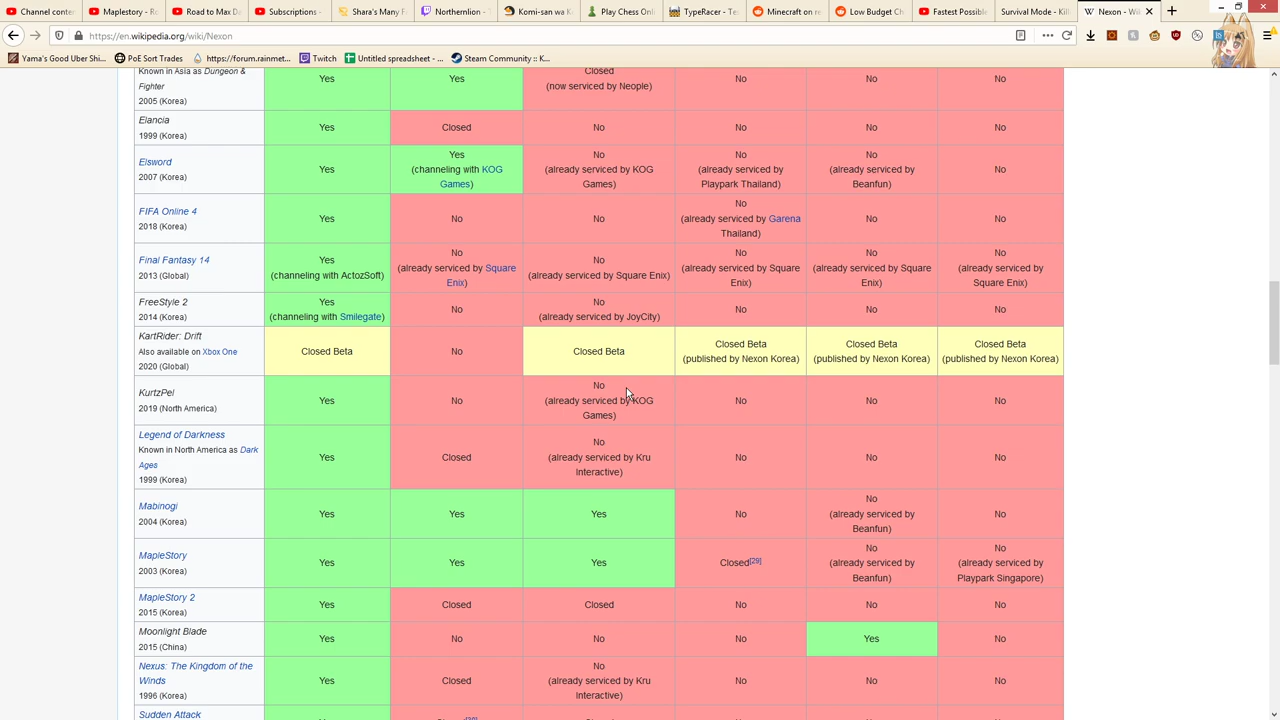 Channel conten
Maplestory - Ro
Road to Max Da
Subscriptions -
Shara's Many F
Northernlion -
Komi-san wa K
Play Chess Onl
TypeRacer - Tes
Minecraft on re
Low Budget Ch
Fastest Possibl
Survival Mode - Kill
Nexon - Wik
https://en.wikipedia.org/wiki/Nexon
Yama's Good Uber Shi...
PoE Sort Trades
https://forum.rainmet...
Twitch
Untitled spreadsheet - ...
Steam Community :: K...
Known in Asia as Dungeon &
Fighter
2005 (Korea)
Yes
Yes
Closed
(now serviced by Neople)
No
No
No
Elancia
1999 (Korea)
Yes
Closed
No
No
No
No
Elsword
2007 (Korea)
Yes
Yes
(channeling with KOG
Games)
No
(already serviced by KOG
Games)
No
(already serviced by
Playpark Thailand)
No
(already serviced by
Beanfun)
No
FIFA Online 4
2018 (Korea)
Yes
No
No
No
(already serviced by Garena
Thailand)
No
No
Final Fantasy 14
2013 (Global)
Yes
(channeling with ActozSoft)
No
(already serviced by Square
Enix)
No
(already serviced by Square Enix)
No
(already serviced by Square
Enix)
No
(already serviced by Square
Enix)
No
(already serviced by
Square Enix)
FreeStyle 2
2014 (Korea)
Yes
(channeling with Smilegate)
No
No
(already serviced by JoyCity)
No
No
No
KartRider: Drift
Also available on Xbox One
2020 (Global)
Closed Beta
No
Closed Beta
Closed Beta
(published by Nexon Korea)
Closed Beta
(published by Nexon Korea)
Closed Beta
(published by Nexon Korea)
KurtzPel
2019 (North America)
Yes
No
No
(already serviced by KOG
Games)
No
No
No
Legend of Darkness
Known in North America as Dark
Ages
1999 (Korea)
Yes
Closed
No
(already serviced by Kru
Interactive)
No
No
No
Mabinogi
2004 (Korea)
Yes
Yes
Yes
No
No
(already serviced by
Beanfun)
No
MapleStory
2003 (Korea)
Yes
Yes
Yes
Closed[29]
No
(already serviced by
Beanfun)
No
(already serviced by
Playpark Singapore)
MapleStory 2
2015 (Korea)
Yes
Closed
Closed
No
No
No
Moonlight Blade
2015 (China)
Yes
No
No
No
Yes
No
Nexus: The Kingdom of the
Winds
1996 (Korea)
Yes
Closed
No
(already serviced by Kru
Interactive)
No
No
No
Sudden Attack